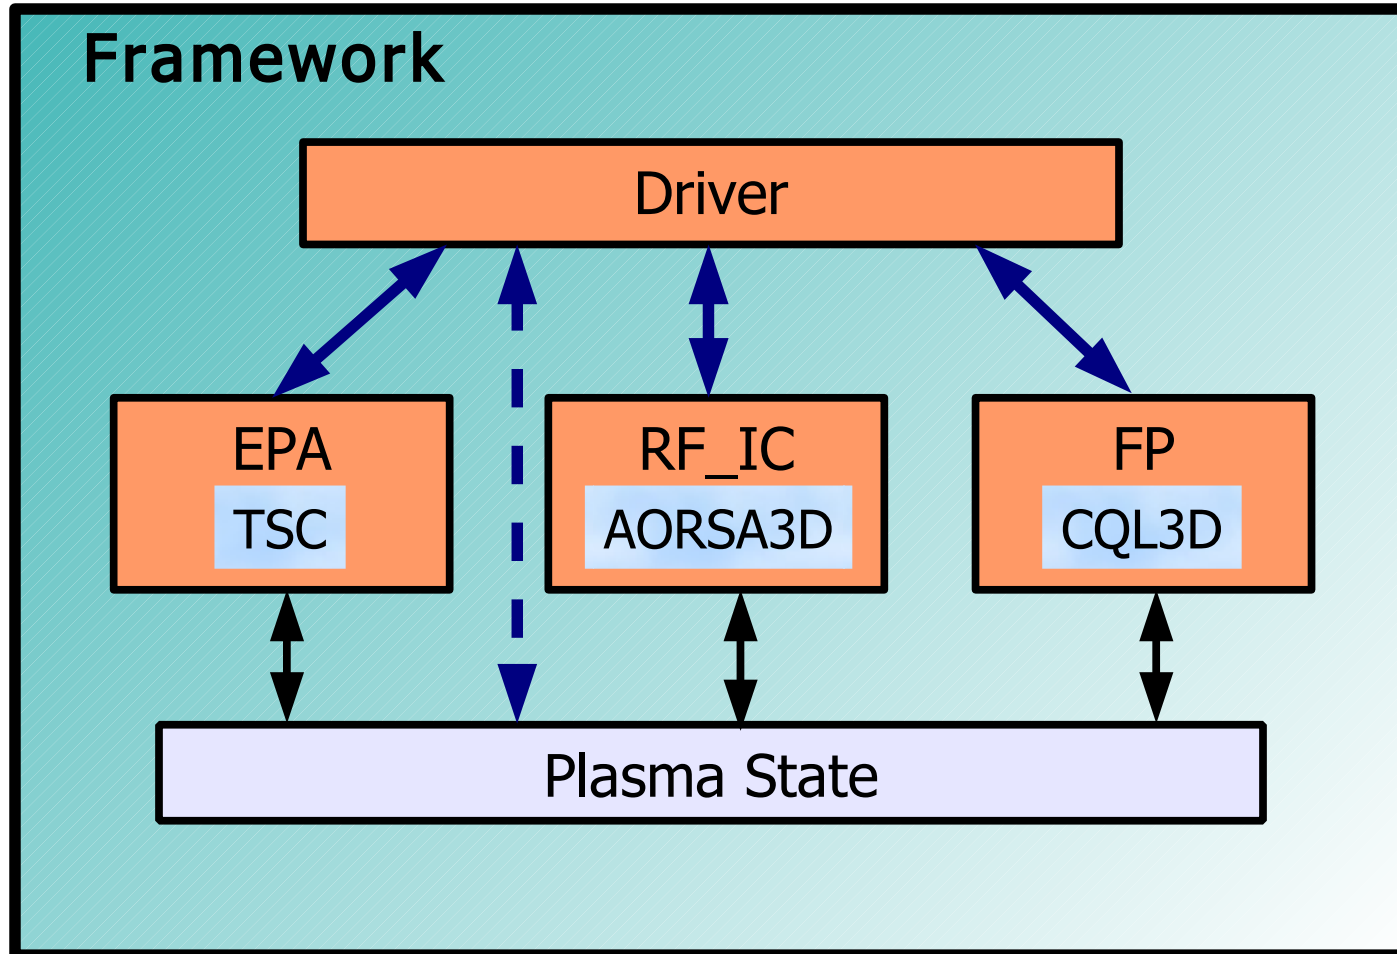 Framework
Driver
EPA
TSC
RF_IC
AORSA3D
FP
CQL3D
Plasma State